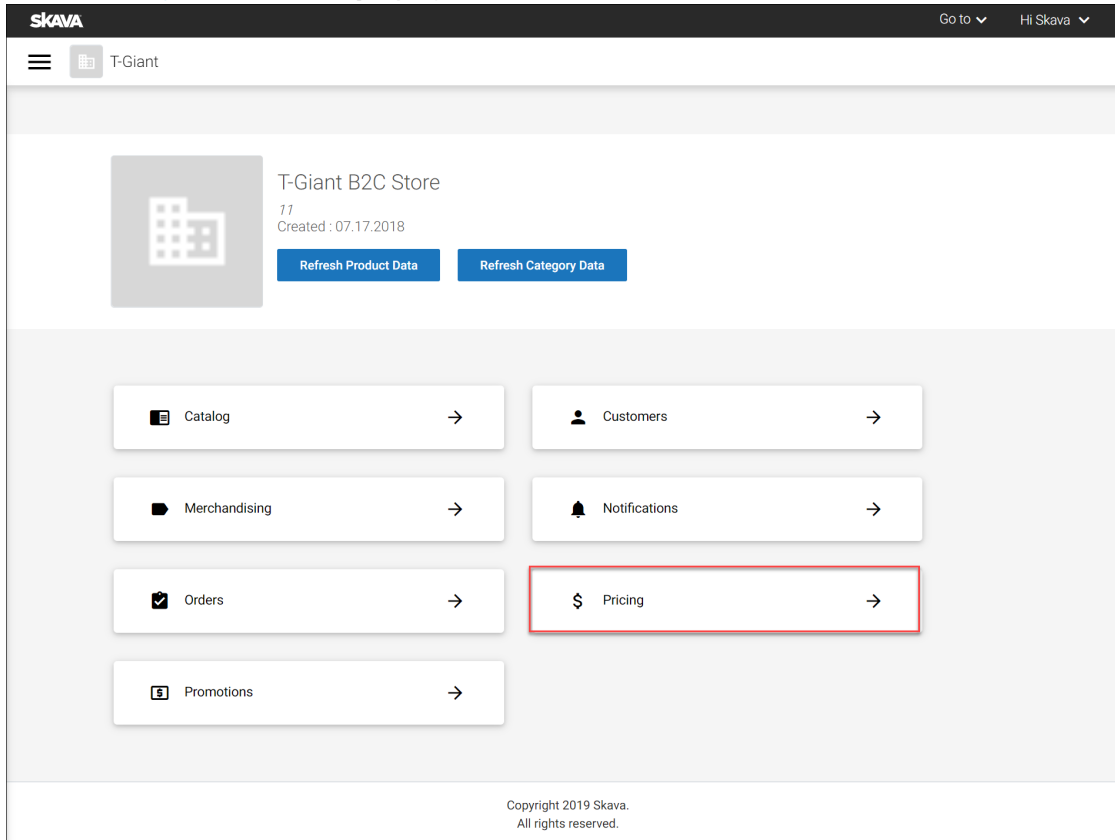 SKAVA
Go to
Hi Skava
T-Giant
T-Giant B2C Store
11
Created : 07.17.2018
Refresh Product Data
Refresh Category Data
Catalog
Customers
Merchandising
Notifications
Orders
$ Pricing
Promotions
Copyright 2019 Skava.
All rights reserved.